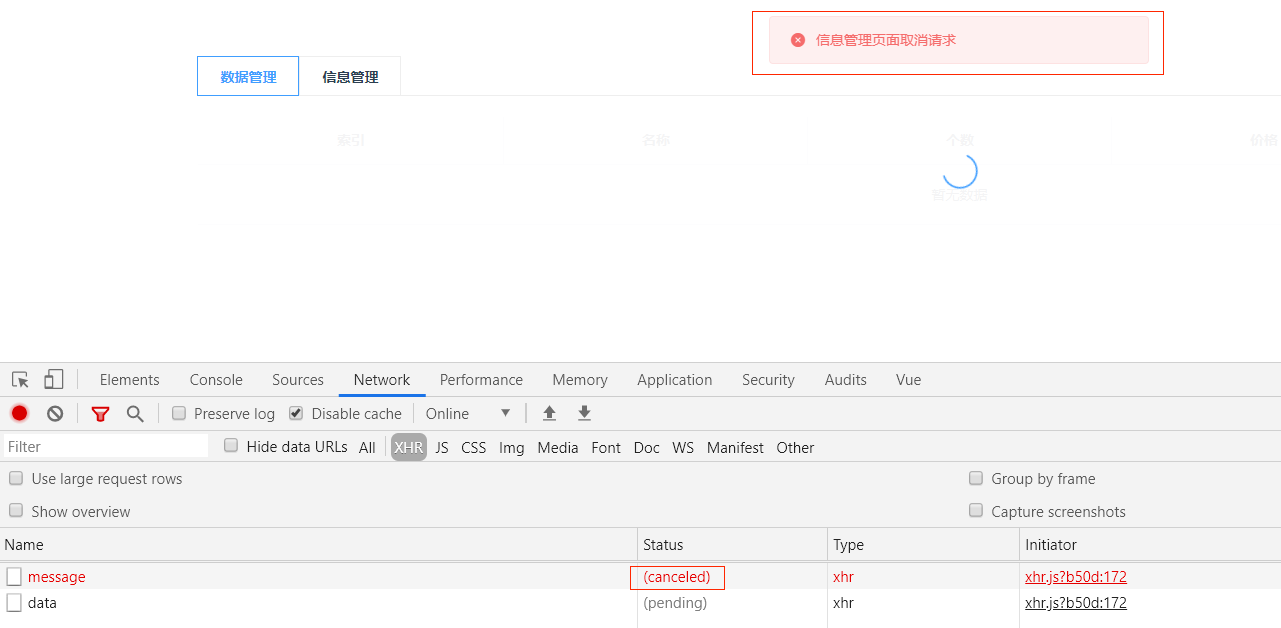 信息管理页面取消请求
数据管理 信息管理
索引 名称 个数 价格
暂无数据
Elements Console Sources Network Performance Memory Application Security Audits Vue
Preserve log Disable cache Online
Filter Hide data URLs All XHR JS CSS Img Media Font Doc WS Manifest Other
Use large request rows Group by frame
Show overview Capture screenshots
Name Status Type Initiator
message (canceled) xhr xhr.js?b50d:172
data (pending) xhr xhr.js?b50d:172